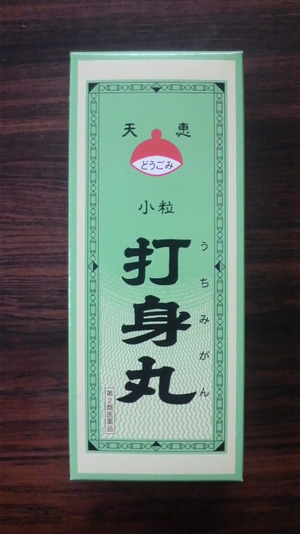 天恵
どうごみ
小粒
打身丸
うちみがん
第2類医薬品